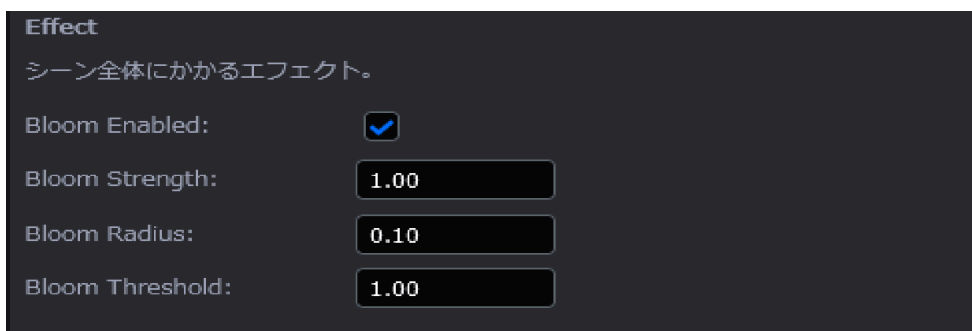 Effect
シーン全体にかかるエフェクト。
Bloom Enabled:
Bloom Strength: 1.00
Bloom Radius: 0.10
Bloom Threshold: 1.00